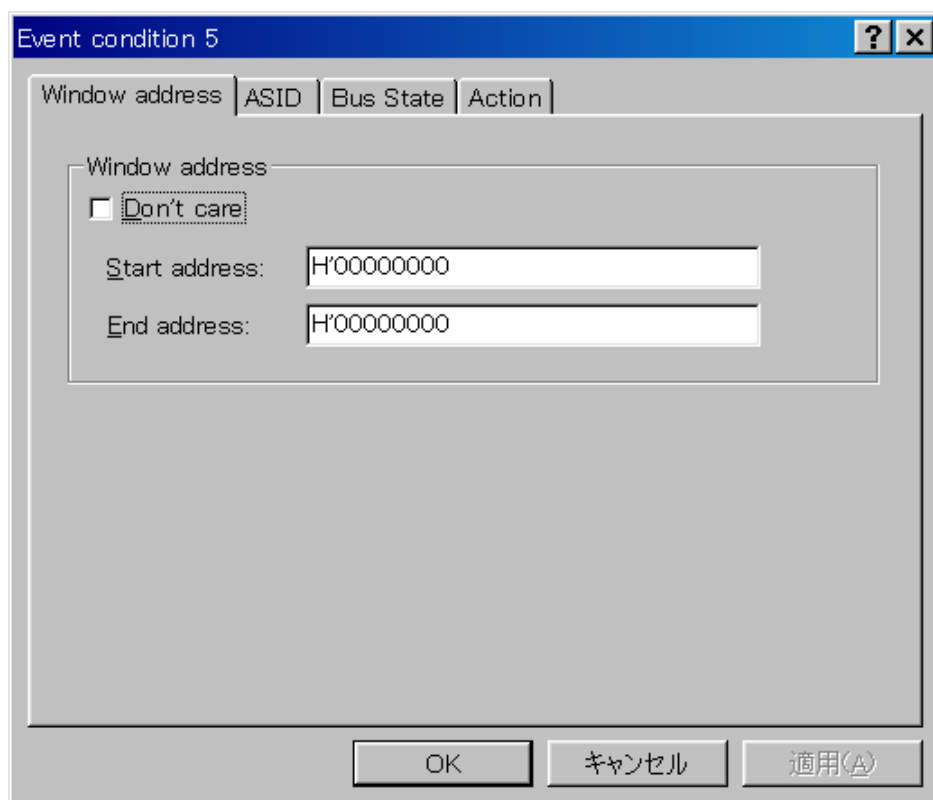 Event condition 5
Window address ASID Bus State Action
Window address
Don't care
Start address: H'00000000
End address: H'00000000
OK キャンセル 適用(A)